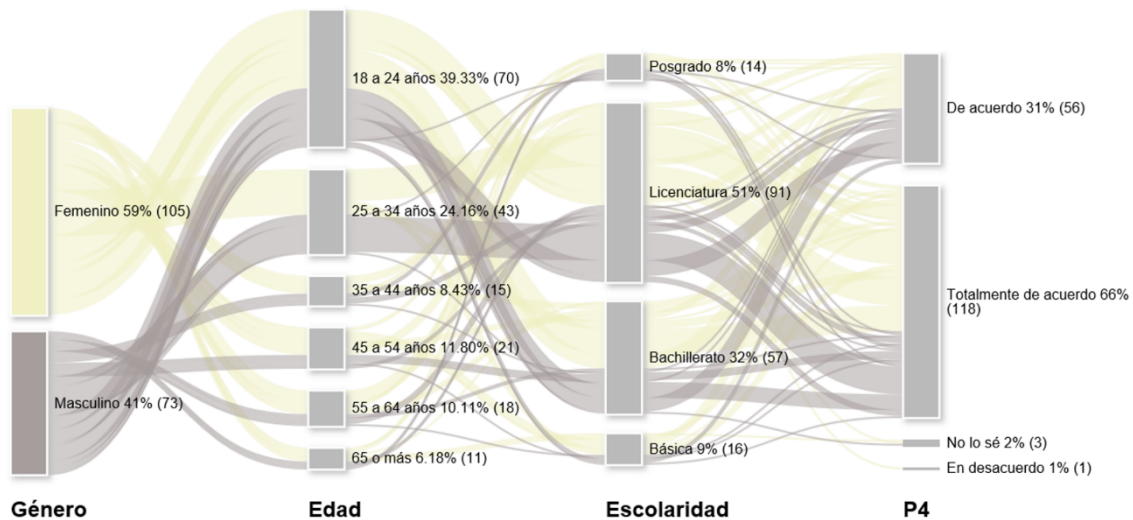 18 a 24 años 39.33% (70)
Femenino 59% (105)
25 a 34 años 24.16% (43)
35 a 44 años 8.43% (15)
45 a 54 años 11.80% (21)
Masculino 41% (73)
55 a 64 años 10.11% (18)
65 o más 6.18% (11)
Posgrado 8% (14)
Licenciatura 51% (91)
Bachillerato 32% (57)
Básica 9% (16)
De acuerdo 31% (56)
Totalmente de acuerdo 66%
(118)
No lo sé 2% (3)
En desacuerdo 1% (1)
Género
Edad
Escolaridad
P4